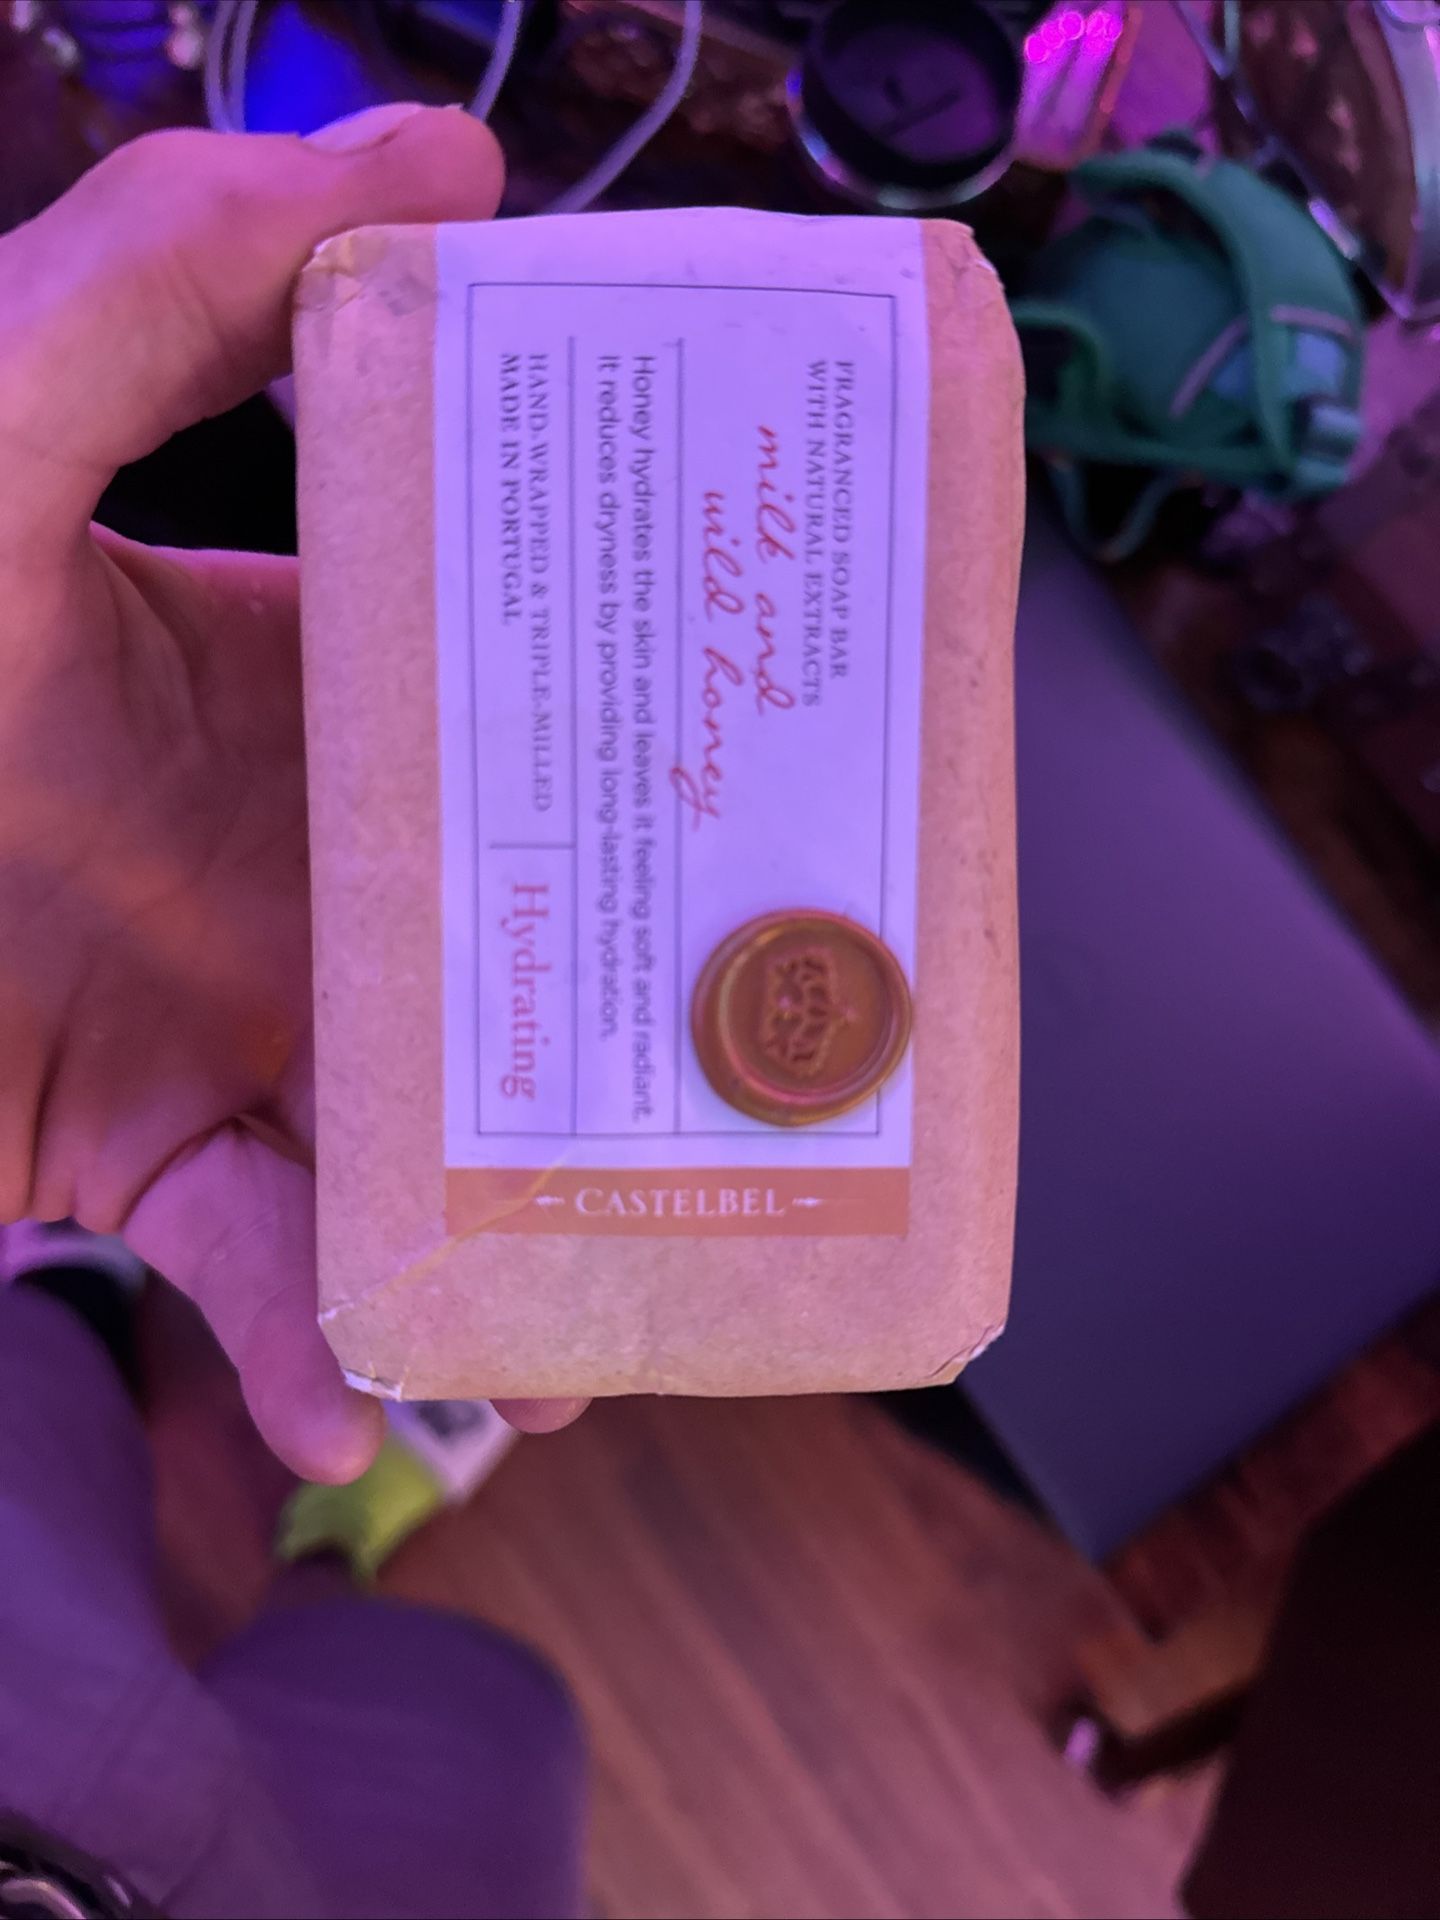 FRAGRANCED SOAP BAR
WITH NATURAL EXTRACTS
milk and
wild honey
Honey hydrates the skin and leaves it feeling soft and radiant.
It reduces dryness by providing long-lasting hydration.
HAND-WRAPPED & TRIPLE-MILLED
MADE IN PORTUGAL
Hydrating
CASTELBEL